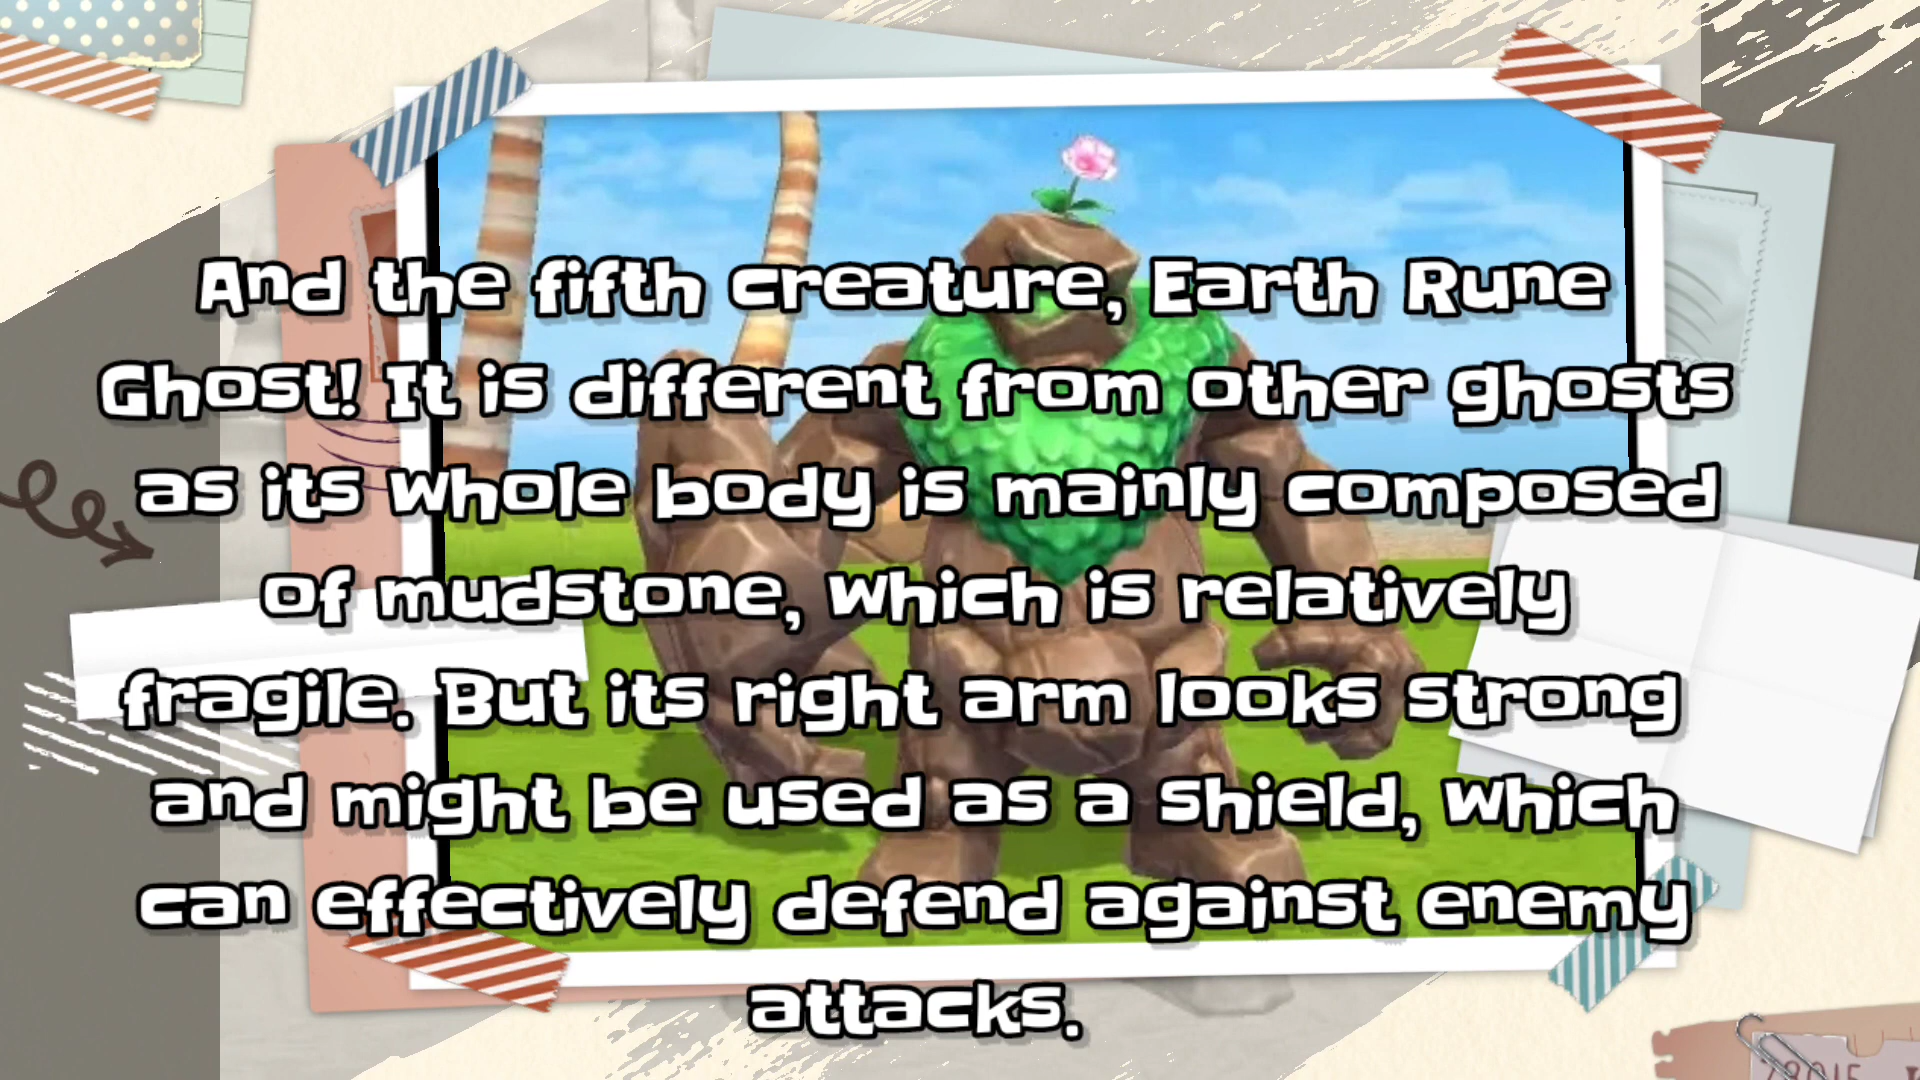 And the fifth creature, Earth Rune
Ghost! It is different from other ghosts
as its whole body is mainly composed
of mudstone, which is relatively
fragile. But its right arm looks strong
and might be used as a shield, which
can effectively defend against enemy
attacks.